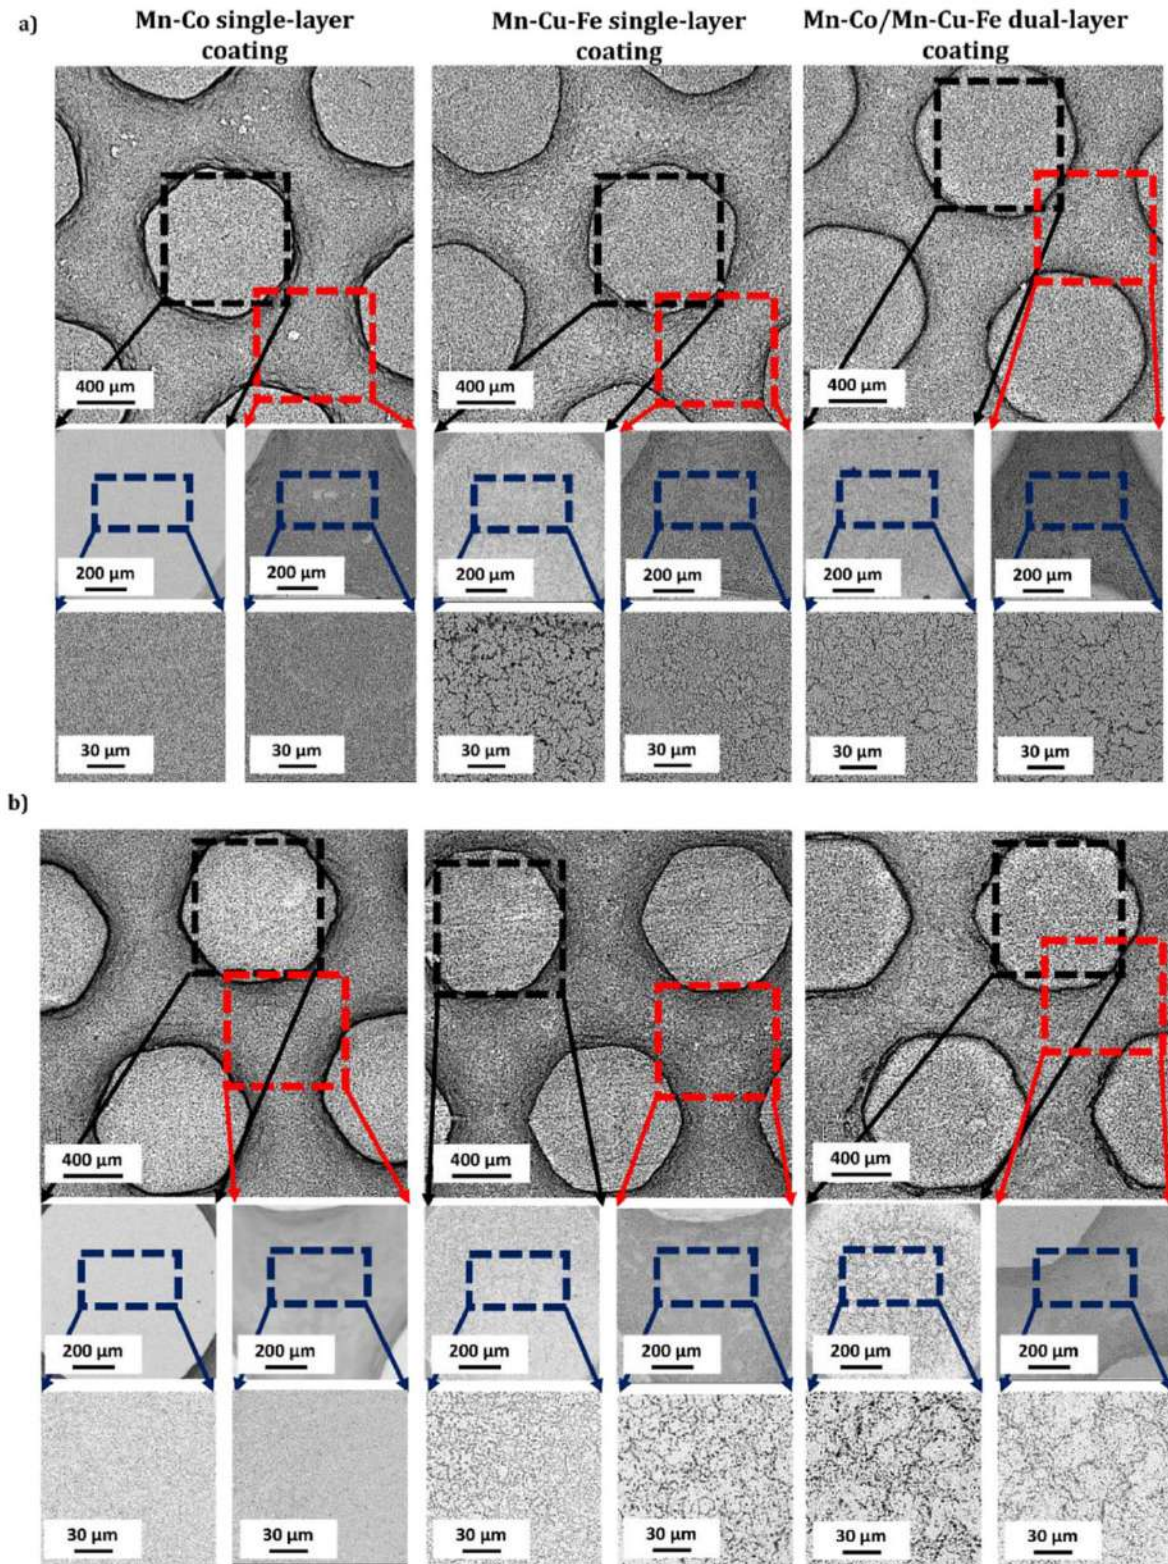 a)
Mn-Co single-layer
coating
Mn-Cu-Fe single-layer
coating
Mn-Co/Mn-Cu-Fe dual-layer
coating
400 µm
400 µm
400 µm
200 µm
200 µm
200 µm
200 µm
200 µm
200 µm
30 µm
30 µm
30 µm
30 µm
30 µm
30 µm
b)
400 µm
400 µm
400 µm
200 µm
200 µm
200 µm
200 µm
200 µm
200 µm
30 µm
30 µm
30 µm
30 µm
30 µm
30 µm